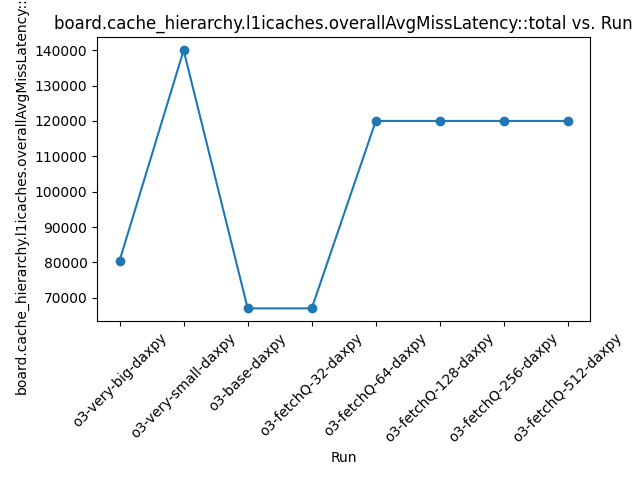 board.cache_hierarchy.l1icaches.overallAvgMissLatency::total vs. Run
board.cache_hierarchy.l1icaches.overallAvgMissLatency::
140000
130000
120000
110000
100000
90000
80000
70000
o3-very-big-daxpy
o3-very-small-daxpy
o3-base-daxpy
o3-fetchQ-32-daxpy
o3-fetchQ-64-daxpy
o3-fetchQ-128-daxpy
o3-fetchQ-256-daxpy
o3-fetchQ-512-daxpy
Run